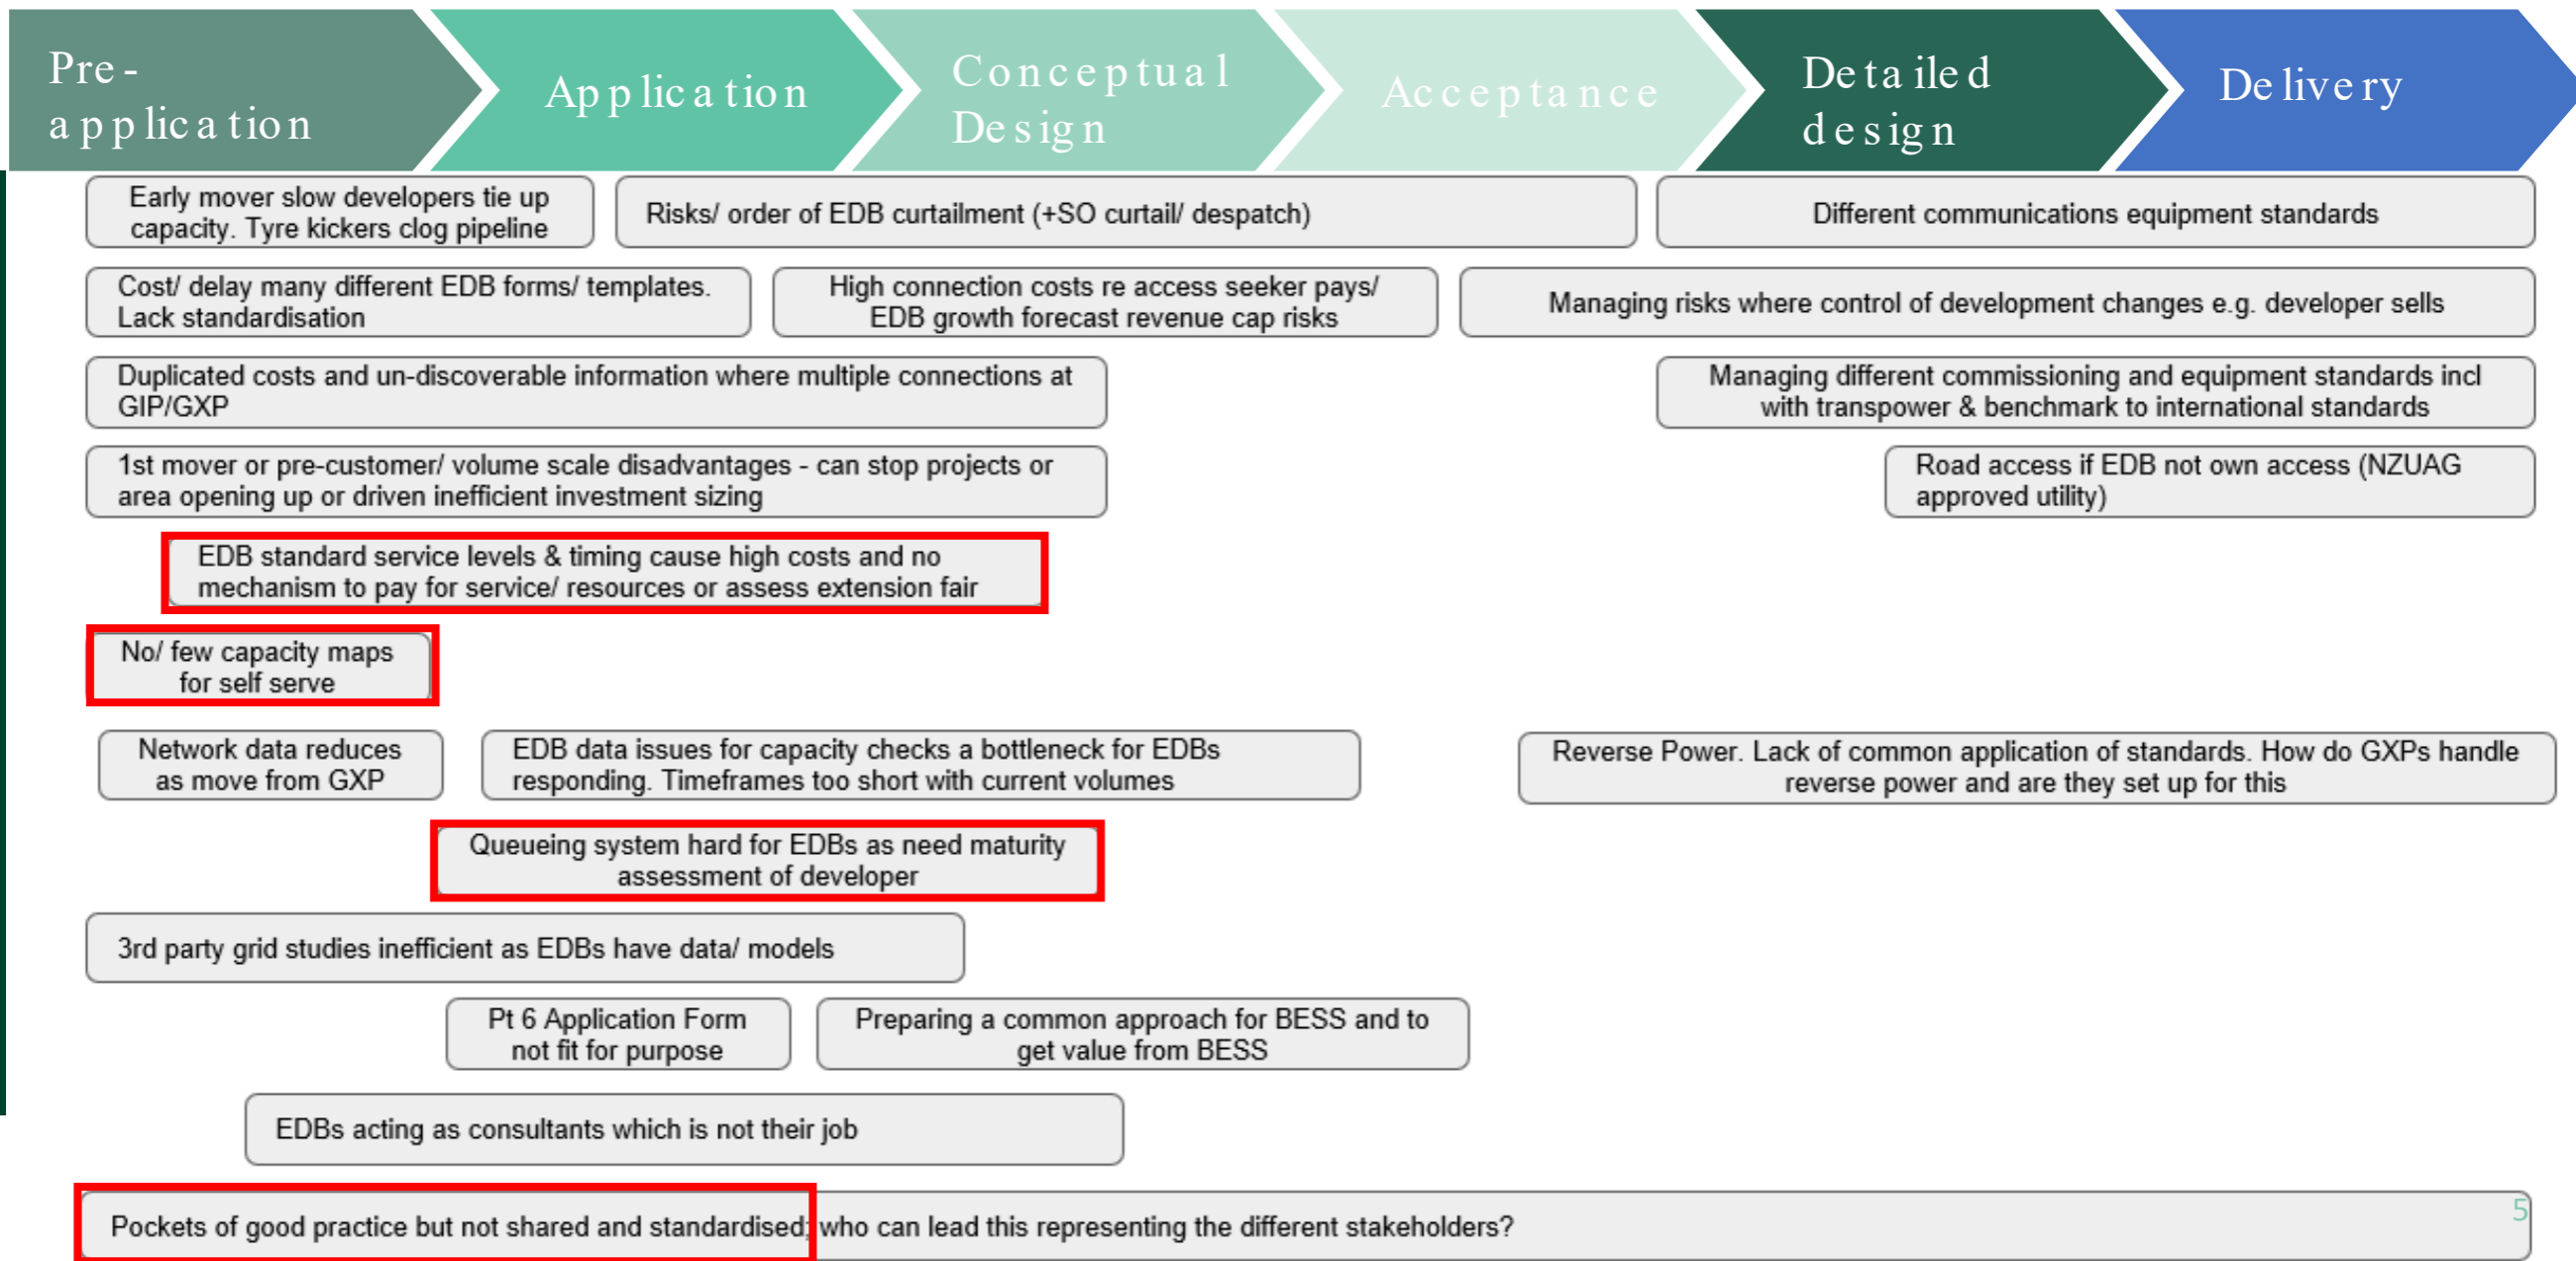 Pre-
application
Application
Conceptual
Design
Acceptance
Detailed
design
Delivery
Early mover slow developers tie up
capacity. Tyre kickers clog pipeline
Risks/ order of EDB curtailment (+SO curtail/ despatch)
Different communications equipment standards
Cost/ delay many different EDB forms/ templates.
Lack standardisation
High connection costs re access seeker pays/
EDB growth forecast revenue cap risks
Managing risks where control of development changes e.g. developer sells
Duplicated costs and un-discoverable information where multiple connections at
GIP/GXP
Managing different commissioning and equipment standards incl
with transpower & benchmark to international standards
1st mover or pre-customer/ volume scale disadvantages - can stop projects or
area opening up or driven inefficient investment sizing
Road access if EDB not own access (NZUAG
approved utility)
EDB standard service levels & timing cause high costs and no
mechanism to pay for service/ resources or assess extension fair
No/ few capacity maps
for self serve
Network data reduces
as move from GXP
EDB data issues for capacity checks a bottleneck for EDBs
responding. Timeframes too short with current volumes
Reverse Power. Lack of common application of standards. How do GXPs handle
reverse power and are they set up for this
Queueing system hard for EDBs as need maturity
assessment of developer
3rd party grid studies inefficient as EDBs have data/ models
Pt 6 Application Form
not fit for purpose
Preparing a common approach for BESS and to
get value from BESS
EDBs acting as consultants which is not their job
Pockets of good practice but not shared and standardised; who can lead this representing the different stakeholders?
5